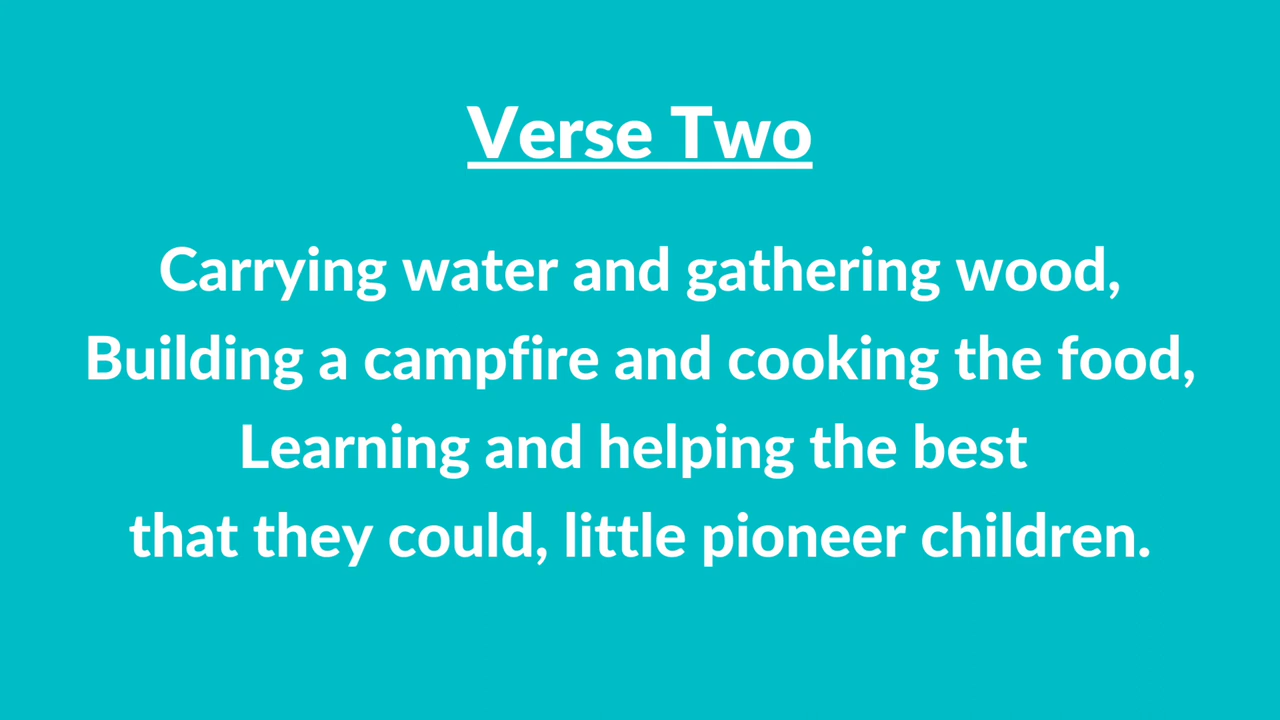 Verse Two
Carrying water and gathering wood,
Building a campfire and cooking the food,
Learning and helping the best
that they could, little pioneer children.